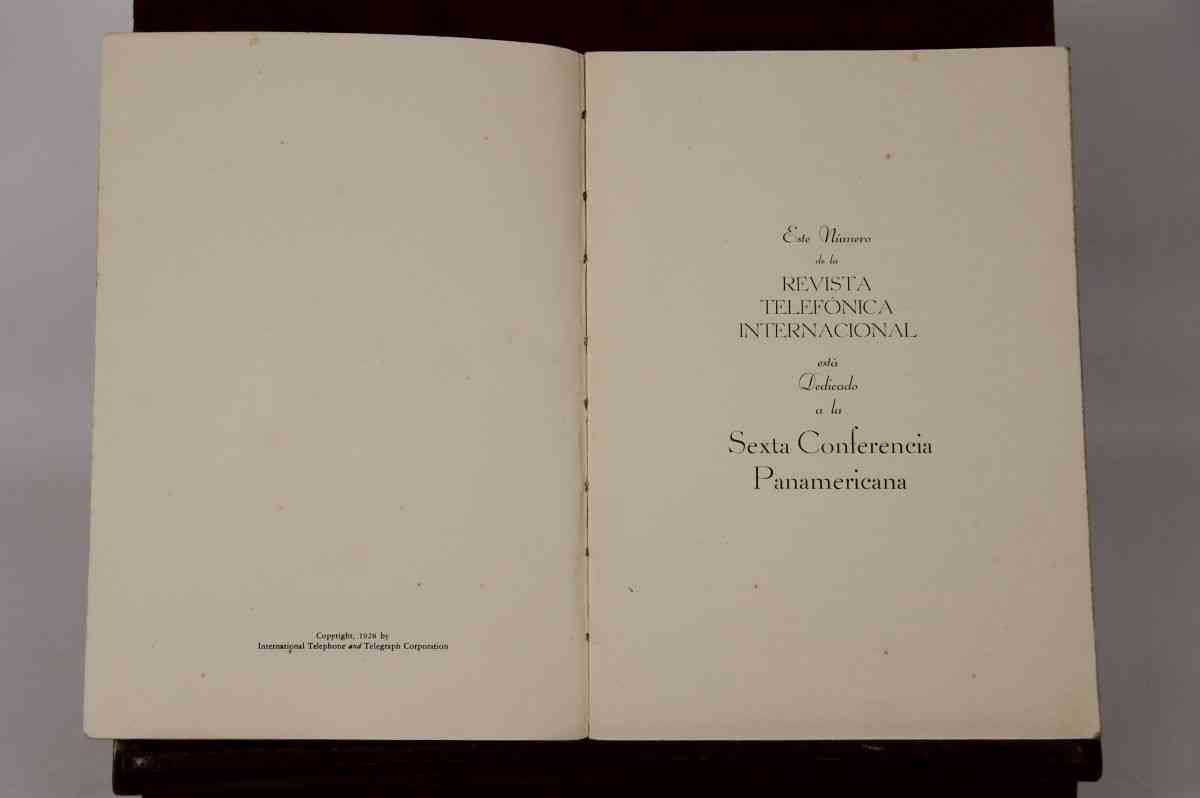 Copyright, 1928 by
International Telephone and Telegraph Corporation
Este Número
de la
REVISTA
TELEFÓNICA
INTERNACIONAL
está
Dedicado
a la
Sexta Conferencia
Panamericana